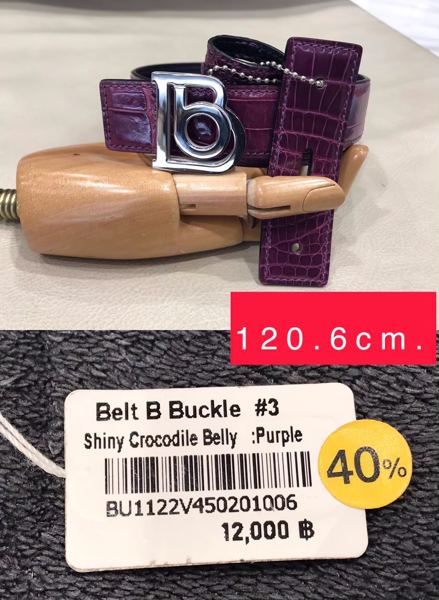 B
120.6cm.
Belt B Buckle #3
Shiny Crocodile Belly :Purple
BU1122V450201006
12,000 ฿
40%